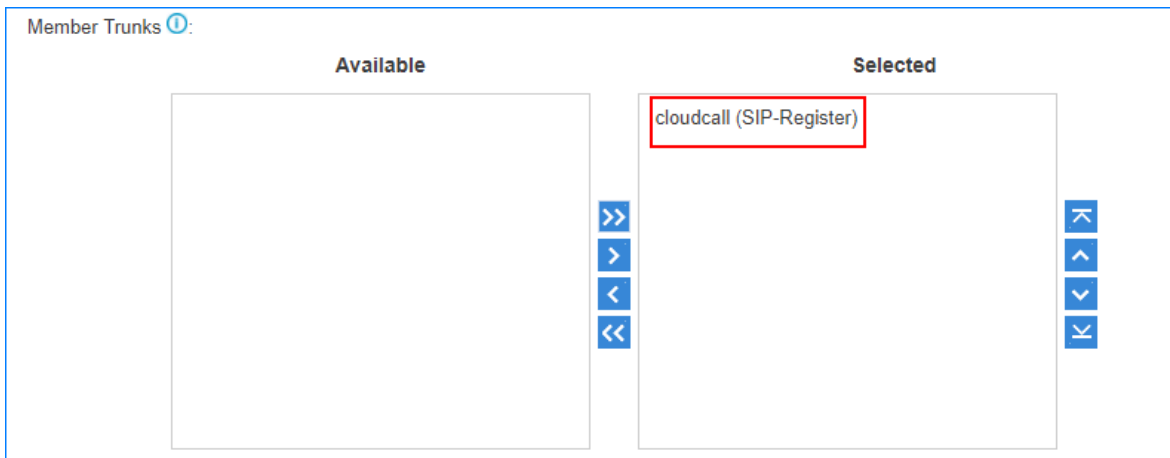 Member Trunks ⓘ:
Available
Selected
cloudcall (SIP-Register)